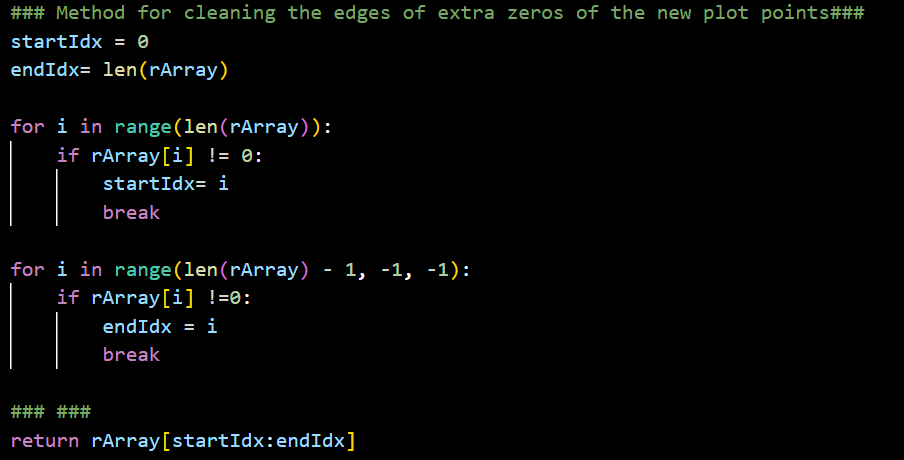 ### Method for cleaning the edges of extra zeros of the new plot points###
startIdx = 0
endIdx= len(rArray)
for i in range(len(rArray)):
if rArray[i] != 0:
startIdx= i
break
for i in range(len(rArray) - 1, -1, -1):
if rArray[i] !=0:
endIdx = i
break
### ###
return rArray[startIdx:endIdx]